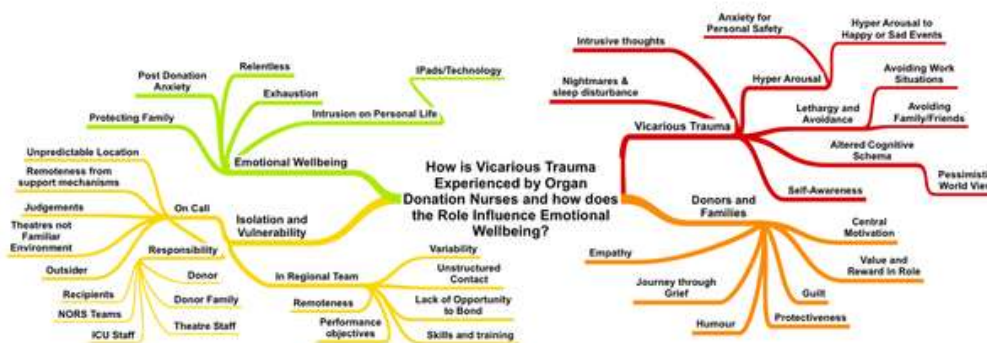 How is Vicarious Trauma
Experienced by Organ
Donation Nurses and how does
the Role Influence Emotional
Wellbeing?
Emotional Wellbeing
Post Donation
Anxiety
Relentless
Exhaustion
Intrusion on Personal Life
IPads/Technology
Protecting Family
Isolation and
Vulnerability
On Call
Unpredictable Location
Remoteness from
support mechanisms
Judgements
Theatres not
Familiar
Environment
Outsider
Responsibility
Recipients
NORS Teams
ICU Staff
Donor
Donor Family
Theatre Staff
In Regional Team
Variability
Unstructured
Contact
Lack of Opportunity
to Bond
Skills and training
Remoteness
Performance
objectives
Vicarious Trauma
Intrusive thoughts
Nightmares &
sleep disturbance
Hyper Arousal
Anxiety for
Personal Safety
Hyper Arousal to
Happy or Sad Events
Lethargy and
Avoidance
Avoiding Work
Situations
Avoiding
Family/Friends
Altered Cognitive
Schema
Pessimisti
World View
Self-Awareness
Donors and
Families
Central
Motivation
Value and
Reward in Role
Guilt
Protectiveness
Humour
Journey through
Grief
Empathy